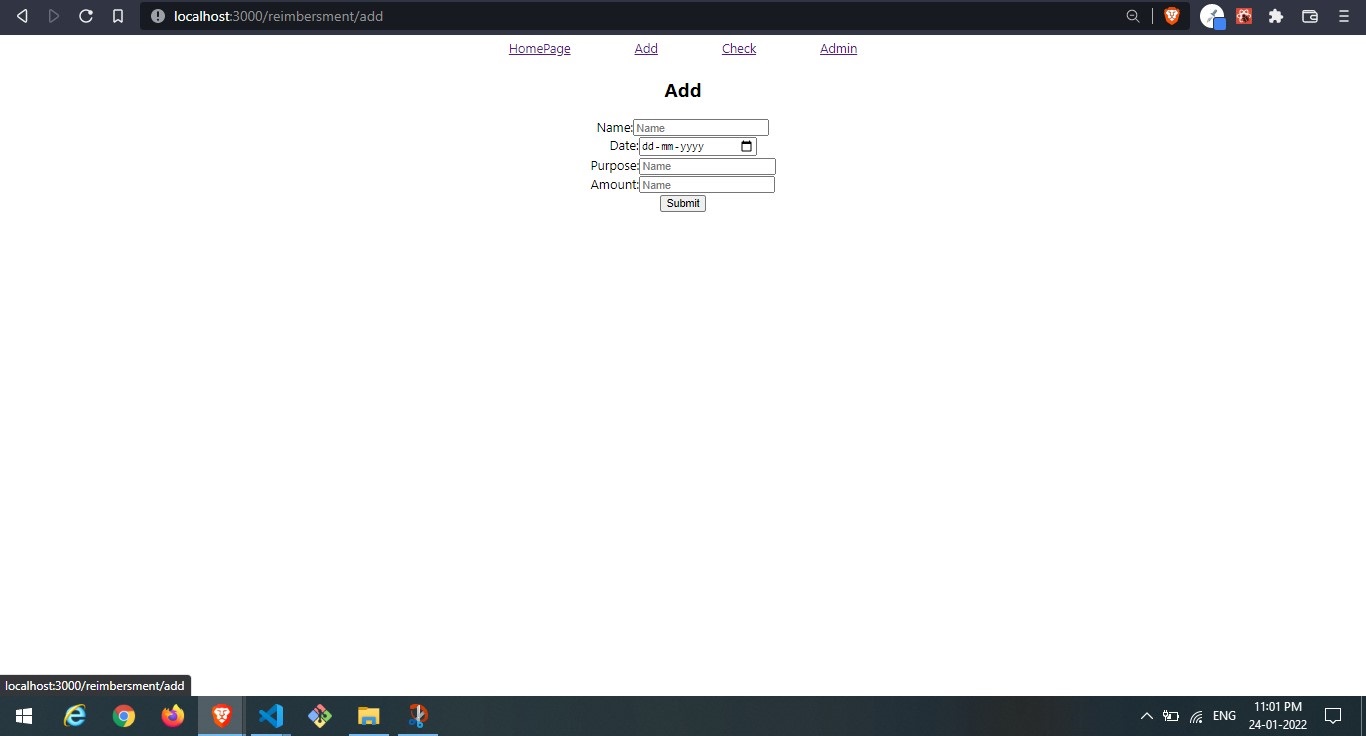 localhost:3000/reimbersment/add
HomePage Add Check Admin
Add
Name: Name
Date: dd-mm-yyyy
Purpose: Name
Amount: Name
Submit
localhost:3000/reimbersment/add
ENG
11:01 PM
24-01-2022